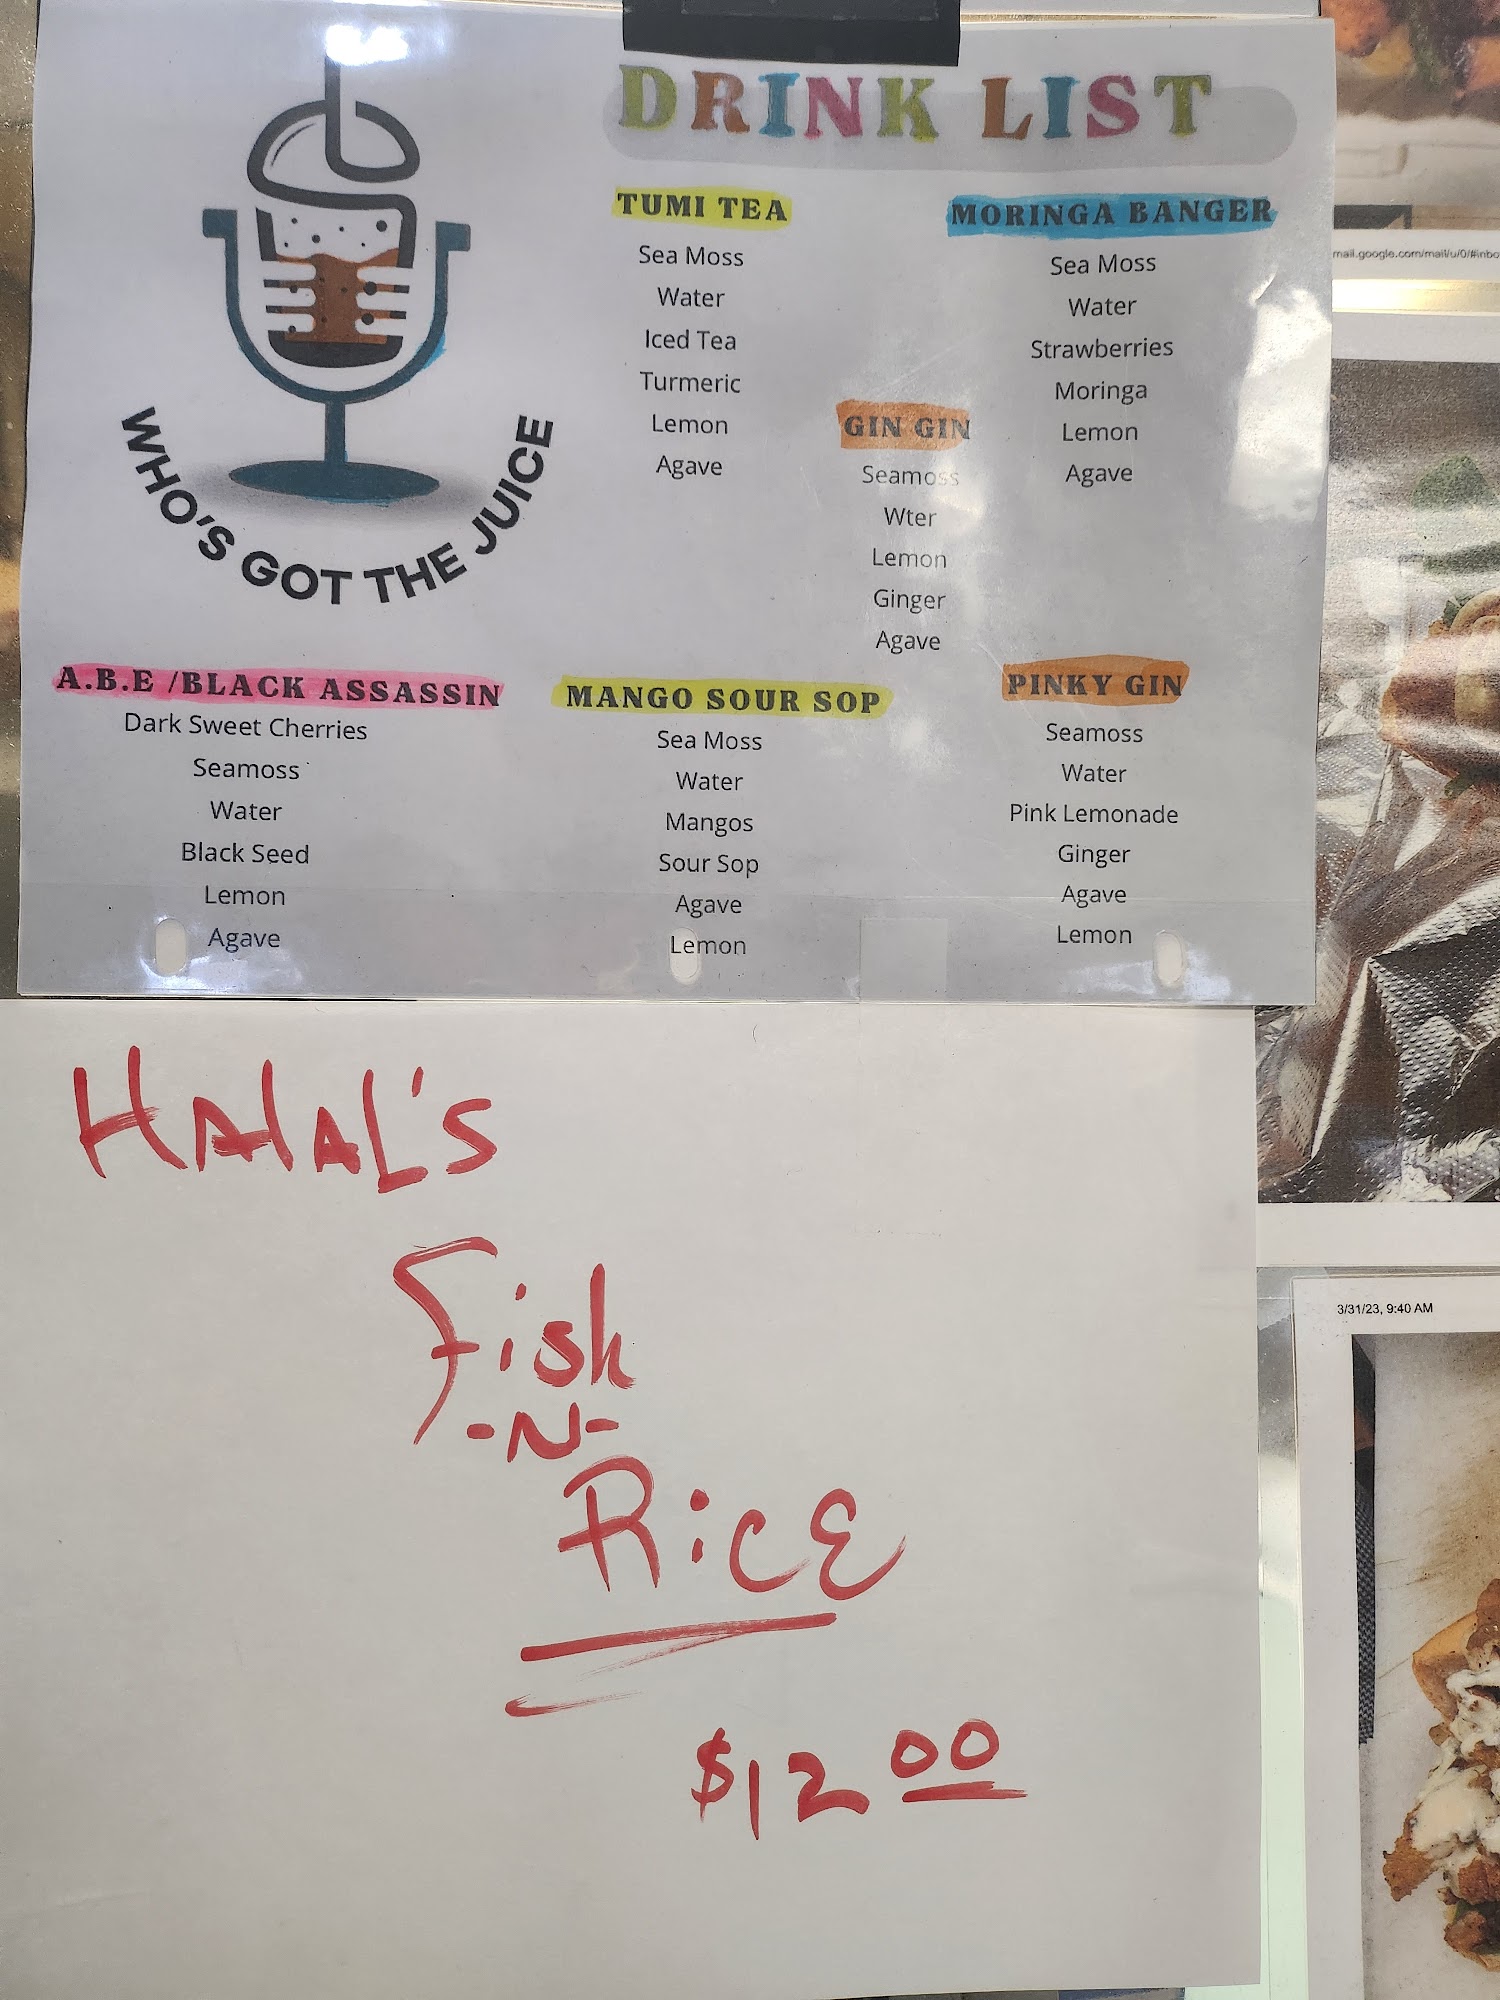 DRINK LIST
WHO'S GOT THE JUICE
TUMI TEA
Sea Moss
Water
Iced Tea
Turmeric
Lemon
Agave
MORINGA BANGER
Sea Moss
Water
Strawberries
Moringa
Lemon
Agave
GIN GIN
Seamoss
Wter
Lemon
Ginger
Agave
A.B.E /BLACK ASSASSIN
Dark Sweet Cherries
Seamoss
Water
Black Seed
Lemon
Agave
MANGO SOUR SOP
Sea Moss
Water
Mangos
Sour Sop
Agave
Lemon
PINKY GIN
Seamoss
Water
Pink Lemonade
Ginger
Agave
Lemon
HALAL'S
Fish
-N-
RiCE
$12 00
mail.google.com/mail/u/0/#inbo
3/31/23, 9:40 AM